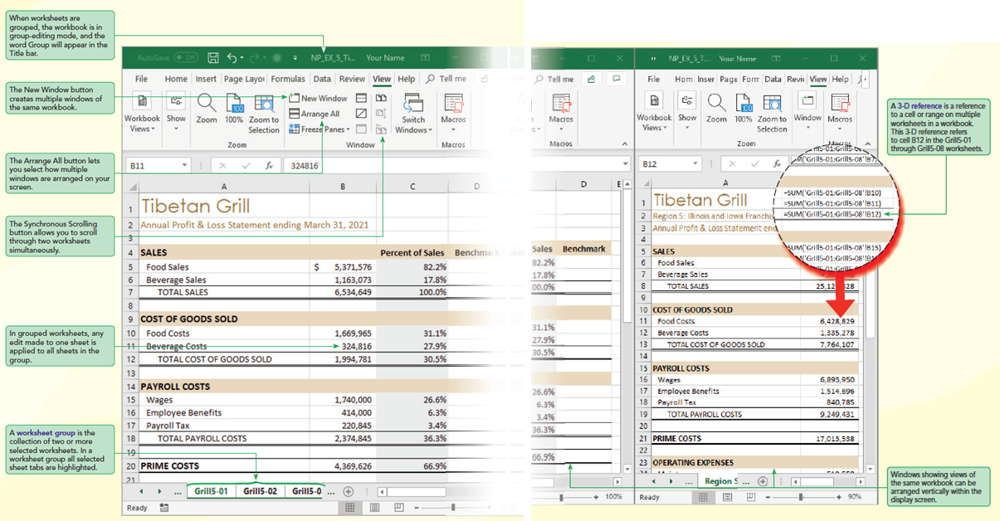 When worksheets are
grouped, the workbook is in
group-editing mode, and the
word Group will appear in the
Title bar.
The New Window button
creates multiple windows of
the same workbook.
The Arrange All button lets
you select how multiple
windows are arranged on your
screen.
The Synchronous Scrolling
button allows you to scroll
through two worksheets
simultaneously.
In grouped worksheets, any
edit made to one sheet is
applied to all sheets in the
group.
A worksheet group is the
collection of two or more
selected worksheets. In a
worksheet group all selected
sheet tabs are highlighted.
AutoSave Off NP_EX_5_Ti... Your Name
File Home Insert Page Layou Formulas Data Review View Help Tell me
Workbook Views Show Zoom 100% Zoom to Selection New Window Arrange All Freeze Panes Switch Windows Macros
Zoom Window Macros
B11 fx 324816
A B C D
1 Tibetan Grill
2 Annual Profit & Loss Statement ending March 31, 2021
3
4 SALES Percent of Sales Benchmark
5 Food Sales $ 5,371,576 82.2%
6 Beverage Sales 1,163,073 17.8%
7 TOTAL SALES 6,534,649 100.0%
8
9 COST OF GOODS SOLD
10 Food Costs 1,669,965 31.1%
11 Beverage Costs 324,816 27.9%
12 TOTAL COST OF GOODS SOLD 1,994,781 30.5%
13
14 PAYROLL COSTS
15 Wages 1,740,000 26.6%
16 Employee Benefits 414,000 6.3%
17 Payroll Tax 220,845 3.4%
18 TOTAL PAYROLL COSTS 2,374,845 36.3%
19
20 PRIME COSTS 4,369,626 66.9%
21
... Grill5-01 Grill5-02 Grill5-0 ...
Ready
Tell me
Macros
Macros
D E
Sales Benchmark
82.2%
17.8%
00.0%
31.1%
27.9%
30.5%
26.6%
6.3%
3.4%
36.3%
66.9%
100%
NP_EX_5_T... Your Name
File Hom Inser Page Form Data Revi View Help
Workbook Views Show Zoom 100% Zoom to Selection Window Macros
Zoom Macros
B12 fx
A
1 Tibetan Grill
2 Region 5: Illinois and Iowa Franchis
3 Annual Profit & Loss Statement end
4
5 SALES
6 Food Sales
7 Beverage Sales
8 TOTAL SALES
9
10 COST OF GOODS SOLD
11 Food Costs 6,428,829
12 Beverage Costs 1,335,278
13 TOTAL COST OF GOODS SOLD 7,764,107
14
15 PAYROLL COSTS
16 Wages 6,893,950
17 Employee Benefits 1,514,696
18 Payroll Tax 840,785
19 TOTAL PAYROLL COSTS 9,249,431
20
21 PRIME COSTS 17,013,538
22
23 OPERATING EXPENSES
... Region 5 ...
Ready 90%
SUM('Grill5-01:Grill5-08'!B7)
=SUM('Grill5-01:Grill5-08'!B10)
=SUM('Grill5-01:Grill5-08'!B11)
=SUM('Grill5-01:Grill5-08'!B12)
SUM('Grill5-01:Grill5-08'!B15)
A 3-D reference is a reference
to a cell or range on multiple
worksheets in a workbook.
This 3-D reference refers
to cell B12 in the Grill5-01
through Grill5-08 worksheets.
Windows showing views of
the same workbook can be
arranged vertically within the
display screen.